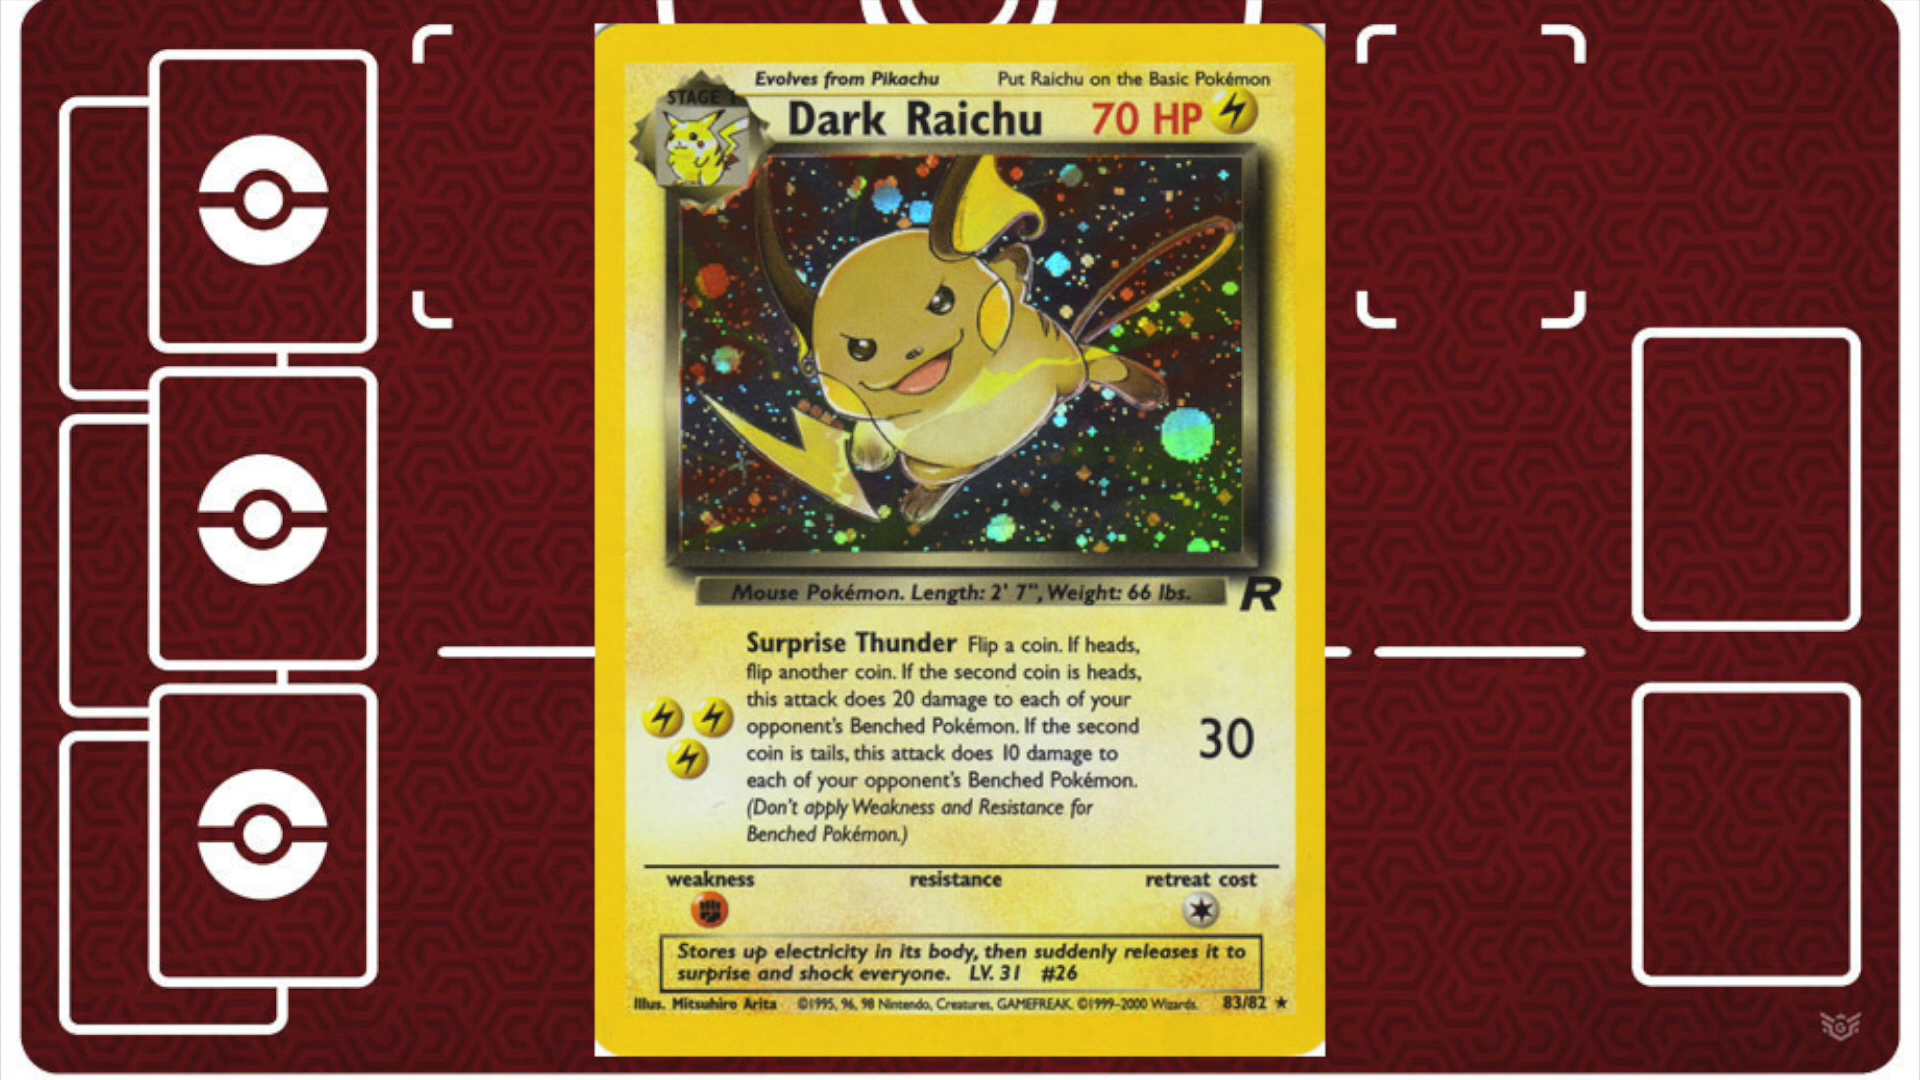 Evolves from Pikachu Put Raichu on the Basic Pokémon
STAGE 1
Dark Raichu 70 HP
Mouse Pokémon. Length: 2' 7", Weight: 66 lbs.
R
Surprise Thunder Flip a coin. If heads,
flip another coin. If the second coin is heads,
this attack does 20 damage to each of your
opponent's Benched Pokémon. If the second
coin is tails, this attack does 10 damage to
each of your opponent's Benched Pokémon.
(Don't apply Weakness and Resistance for
Benched Pokémon.)
30
weakness resistance retreat cost
Stores up electricity in its body, then suddenly releases it to
surprise and shock everyone. LV. 31 #26
Illus. Mitsuhiro Arita ©1995, 96, 98 Nintendo, Creatures, GAMEFREAK. ©1999-2000 Wizards. 83/82 ★